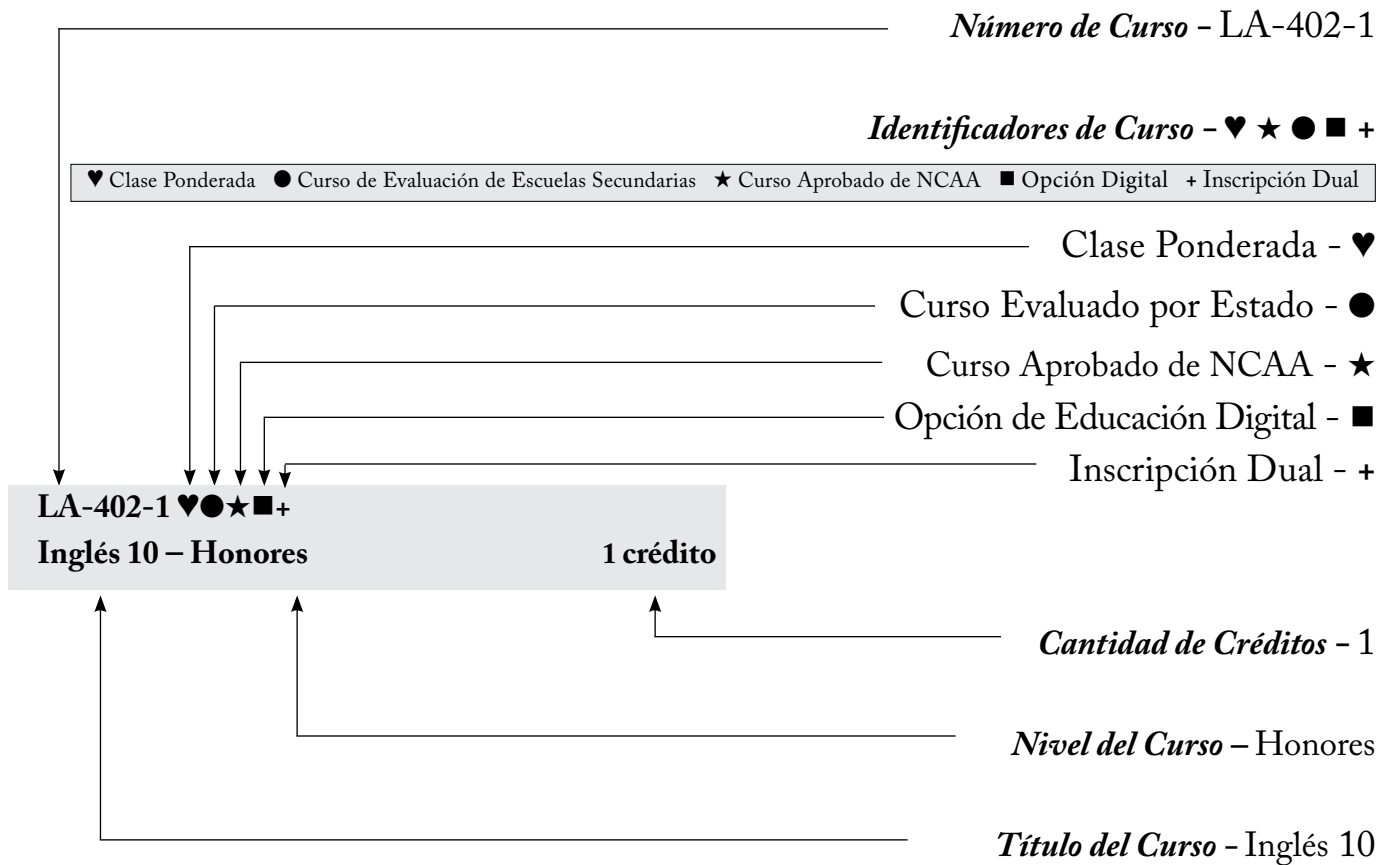 Número de Curso – LA-402-1
Identificadores de Curso – ♥ ★ ● ■ +
♥ Clase Ponderada ● Curso de Evaluación de Escuelas Secundarias ★ Curso Aprobado de NCAA ■ Opción Digital + Inscripción Dual
Clase Ponderada - ♥
Curso Evaluado por Estado - ●
Curso Aprobado de NCAA - ★
Opción de Educación Digital - ■
Inscripción Dual - +
LA-402-1 ♥●★■+
Inglés 10 – Honores 1 crédito
Cantidad de Créditos – 1
Nivel del Curso – Honores
Título del Curso - Inglés 10